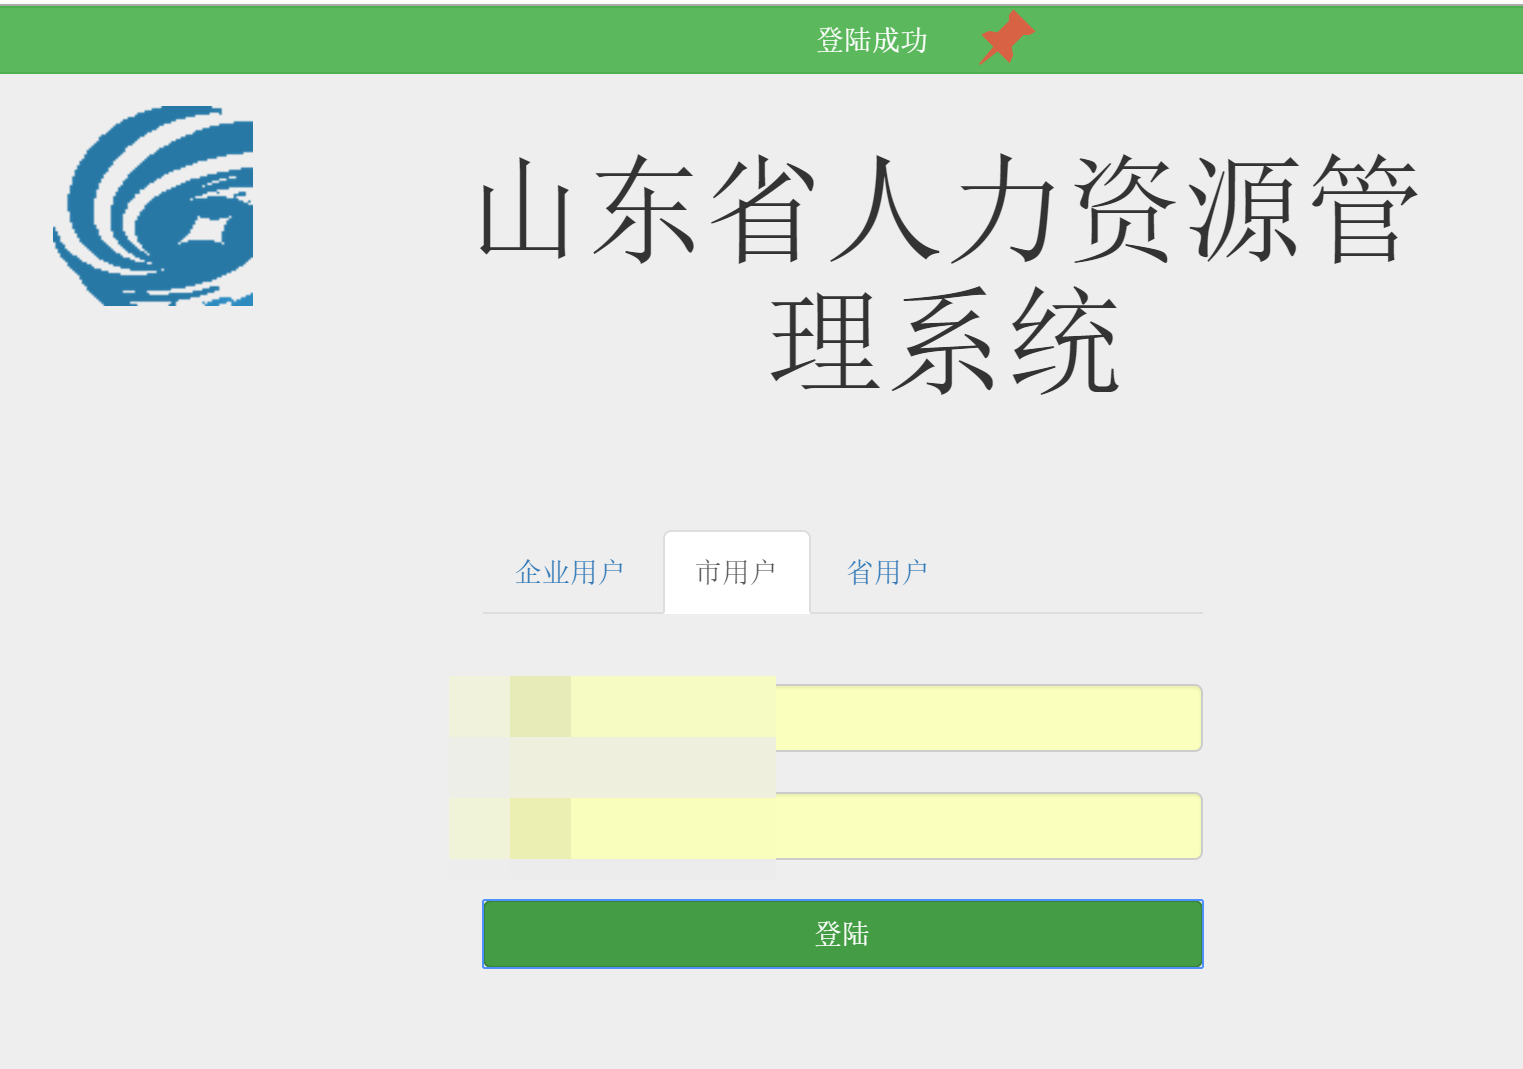 登陆成功
山东省人力资源管
理系统
企业用户 市用户 省用户
登陆